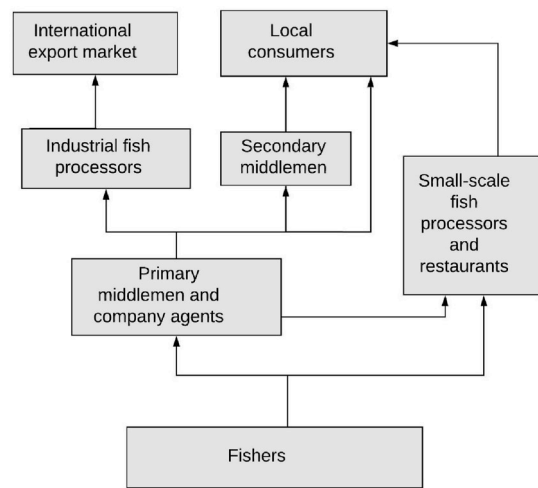 International
export market
Local
consumers
Industrial fish
processors
Secondary
middlemen
Small-scale
fish
processors
and
restaurants
Primary
middlemen and
company agents
Fishers